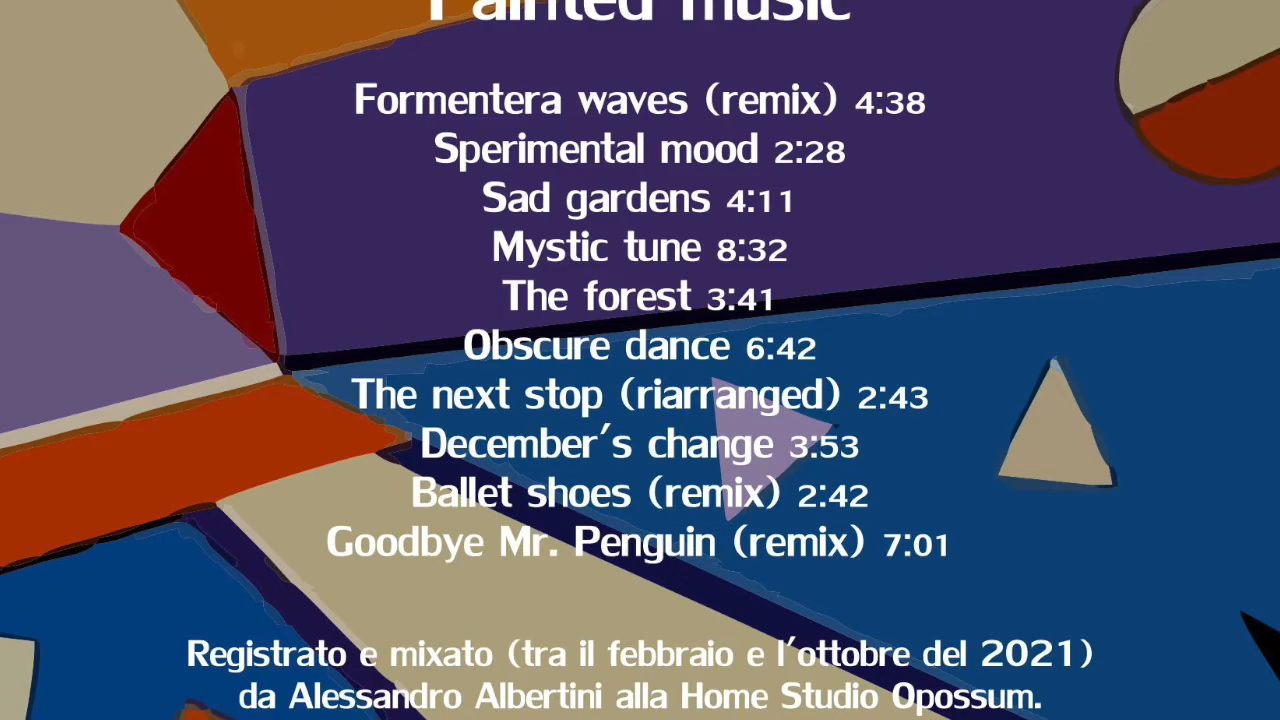 Painted music
Formentera waves (remix) 4:38
Sperimental mood 2:28
Sad gardens 4:11
Mystic tune 8:32
The forest 3:41
Obscure dance 6:42
The next stop (riarranged) 2:43
December's change 3:53
Ballet shoes (remix) 2:42
Goodbye Mr. Penguin (remix) 7:01
Registrato e mixato (tra il febbraio e l'ottobre del 2021)
da Alessandro Albertini alla Home Studio Opossum.